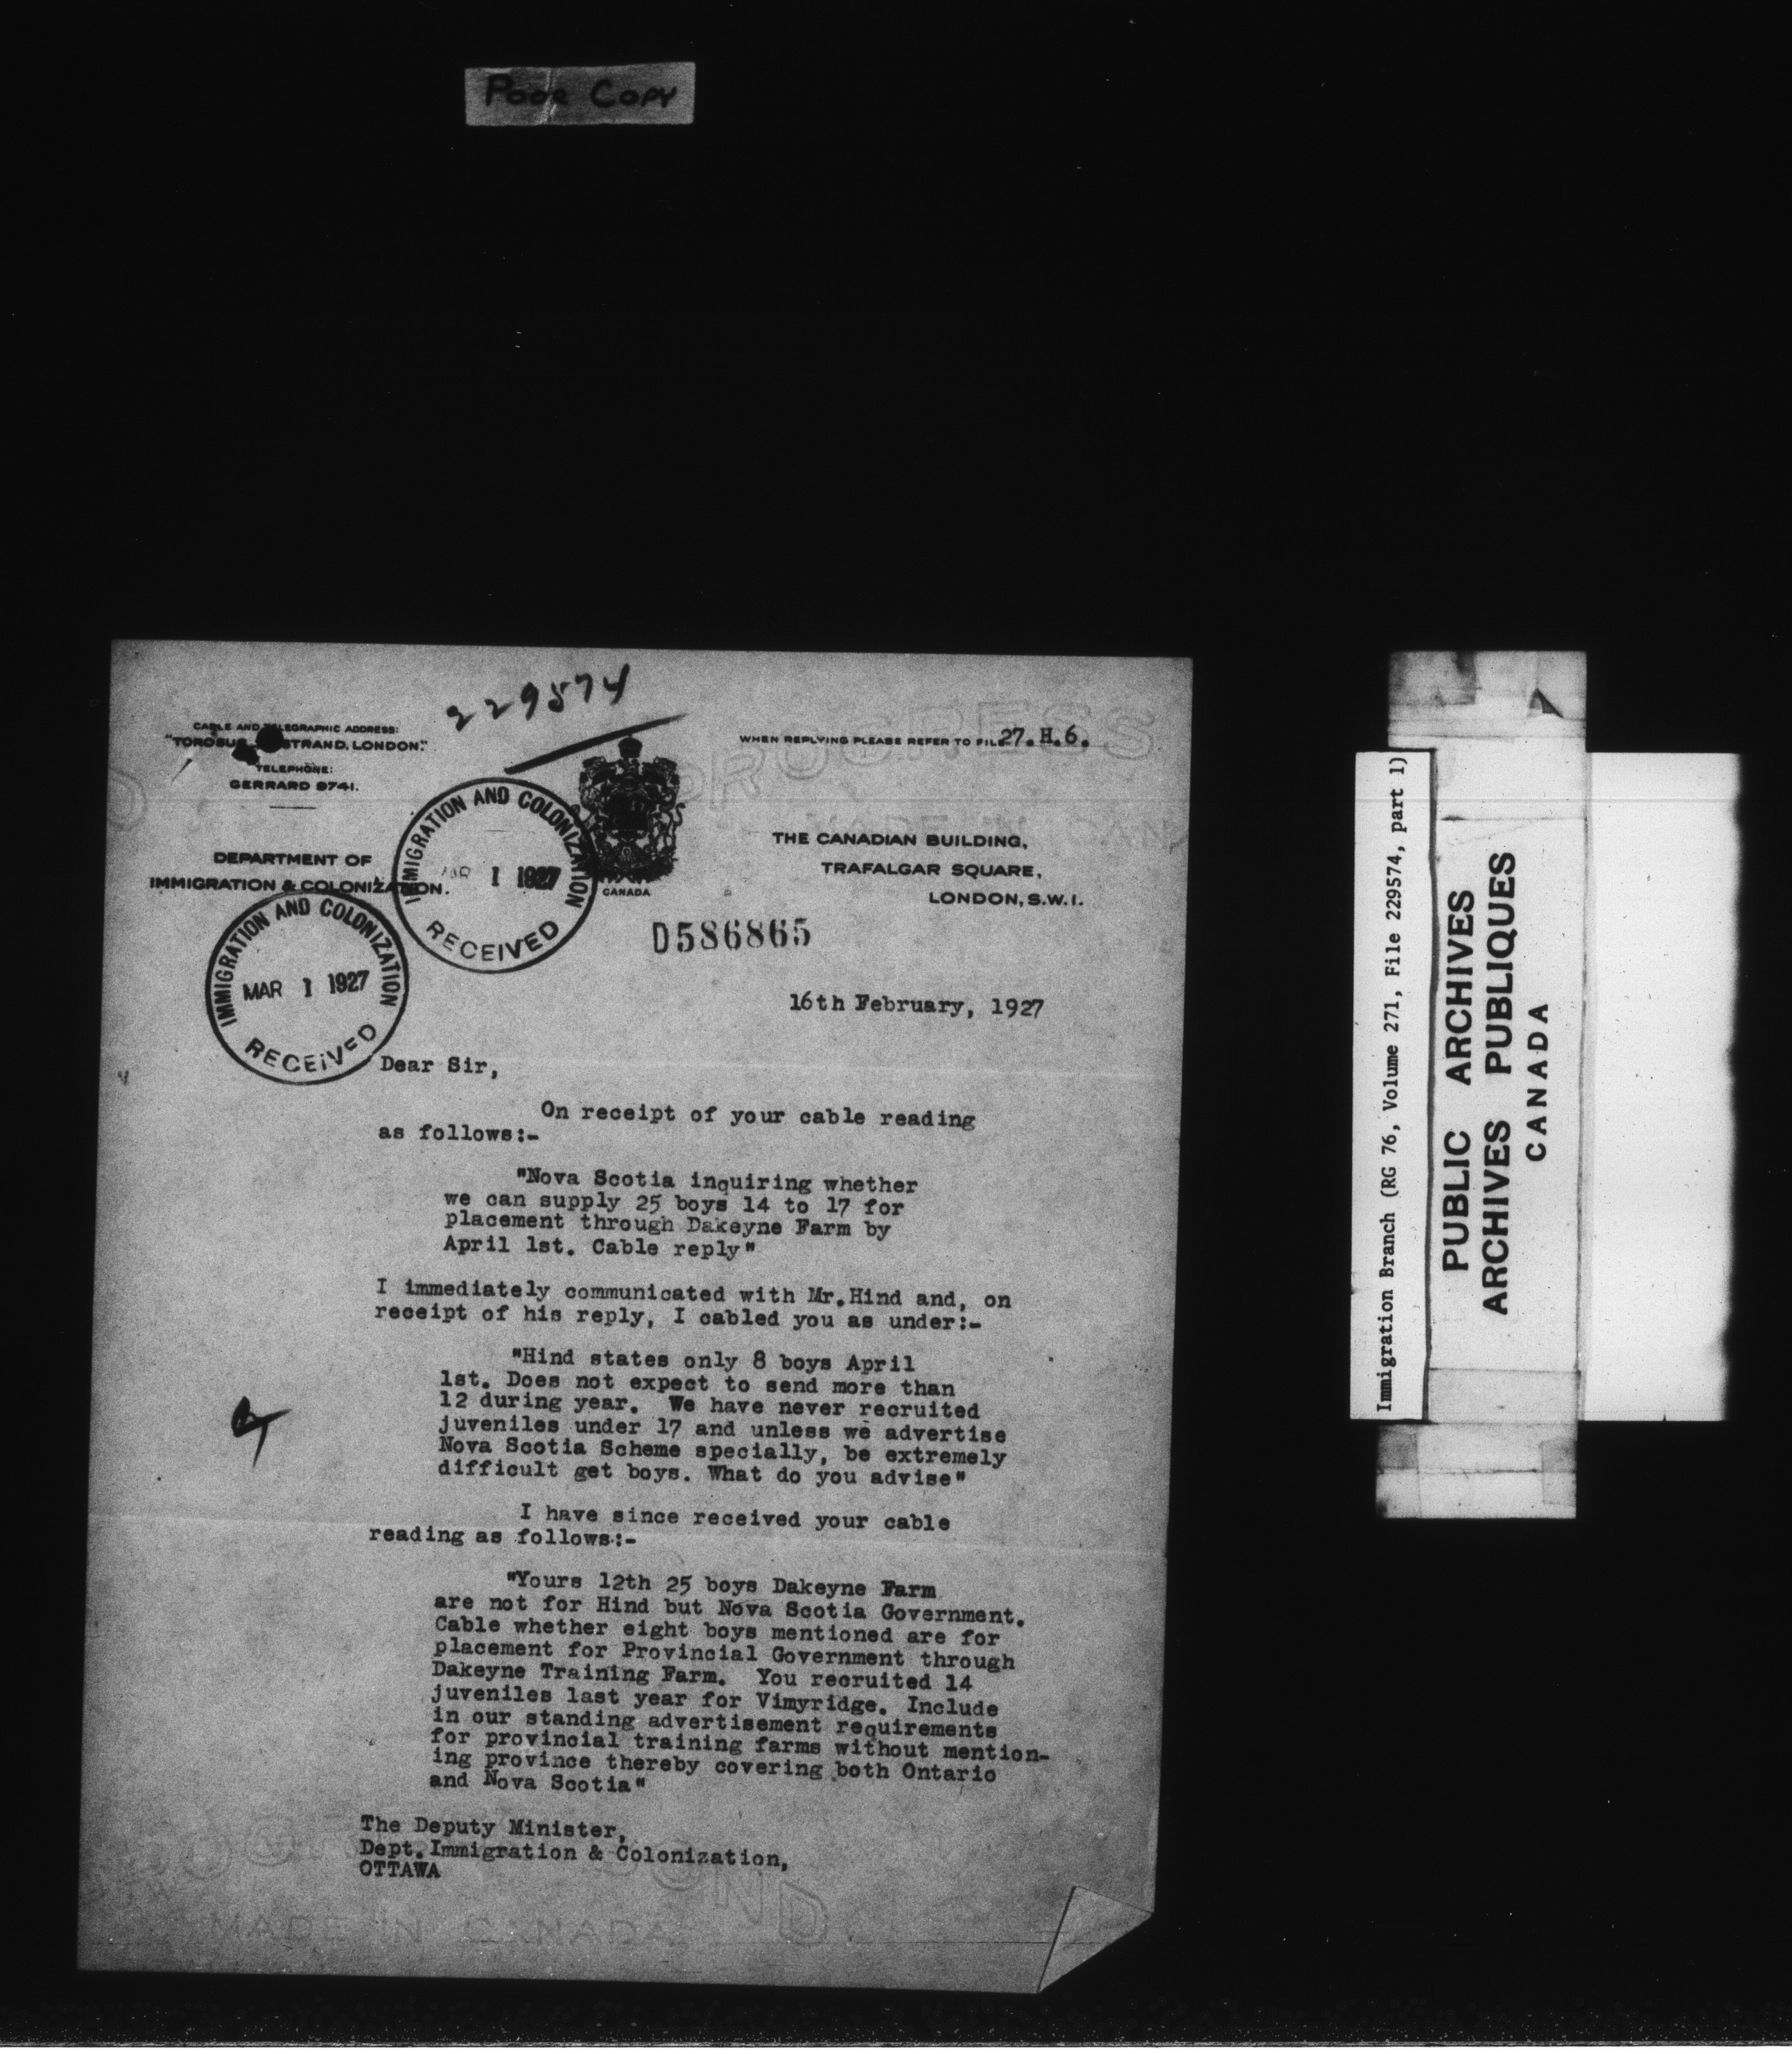 Poor Copy
229574
CABLE AND TELEGRAPHIC ADDRESS:
"TOROSUS, STRAND, LONDON."
TELEPHONE:
GERRARD 9741.
WHEN REPLYING PLEASE REFER TO FILE 27.H.6.
DEPARTMENT OF
IMMIGRATION & COLONIZATION.
CANADA
THE CANADIAN BUILDING,
TRAFALGAR SQUARE,
LONDON, S.W.1.
IMMIGRATION AND COLONIZATION
MAR 1 1927
RECEIVED
IMMIGRATION AND COLONIZATION
MAR 1 1927
RECEIVED
D586865
16th February, 1927
Dear Sir,
On receipt of your cable reading
as follows:-
"Nova Scotia inquiring whether
we can supply 25 boys 14 to 17 for
placement through Dakeyne Farm by
April 1st. Cable reply"
I immediately communicated with Mr.Hind and, on
receipt of his reply, I cabled you as under:-
"Hind states only 8 boys April
1st. Does not expect to send more than
12 during year. We have never recruited
juveniles under 17 and unless we advertise
Nova Scotia Scheme specially, be extremely
difficult get boys. What do you advise"
I have since received your cable
reading as follows:-
"Yours 12th 25 boys Dakeyne Farm
are not for Hind but Nova Scotia Government.
Cable whether eight boys mentioned are for
placement for Provincial Government through
Dakeyne Training Farm. You recruited 14
juveniles last year for Vimyridge. Include
in our standing advertisement requirements
for provincial training farms without mention-
ing province thereby covering both Ontario
and Nova Scotia"
The Deputy Minister,
Dept.Immigration & Colonization,
OTTAWA
MADE IN CANADA
Immigration Branch (RG 76, Volume 271, File 229574, part 1)
PUBLIC ARCHIVES
ARCHIVES PUBLIQUES
CANADA